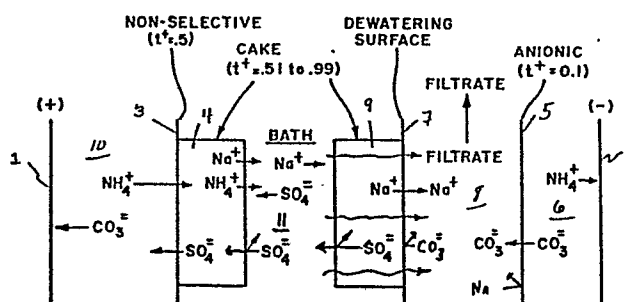 NON-SELECTIVE
(t⁺=.5)
CAKE
(t⁺=.51 to .99)
DEWATERING
SURFACE
ANIONIC
(t⁺=0.1)
FILTRATE
FILTRATE
(+)
(-)
3
4
BATH
9
7
5
1
10
Na⁺
Na⁺
NH₄⁺
NH₄⁺
SO₄⁼
CO₃⁼
SO₄⁼
SO₄⁼
11
Na⁺
Na⁺
8
SO₄⁼
CO₃⁼
NH₄⁺
6
CO₃⁼
CO₃⁼
Na